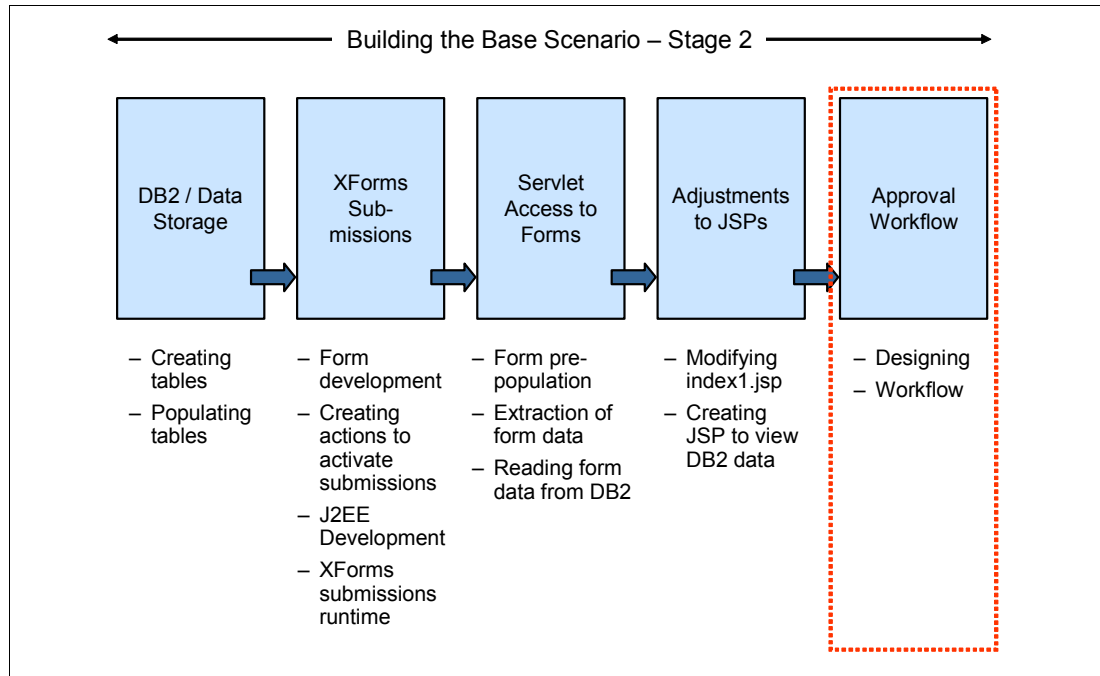 Building the Base Scenario – Stage 2
DB2 / Data
Storage
XForms
Sub-
missions
Servlet
Access to
Forms
Adjustments
to JSPs
Approval
Workflow
– Creating
tables
– Populating
tables
– Form
development
– Creating
actions to
activate
submissions
– J2EE
Development
– XForms
submissions
runtime
– Form pre-
population
– Extraction of
form data
– Reading form
data from DB2
– Modifying
index1.jsp
– Creating
JSP to view
DB2 data
– Designing
– Workflow